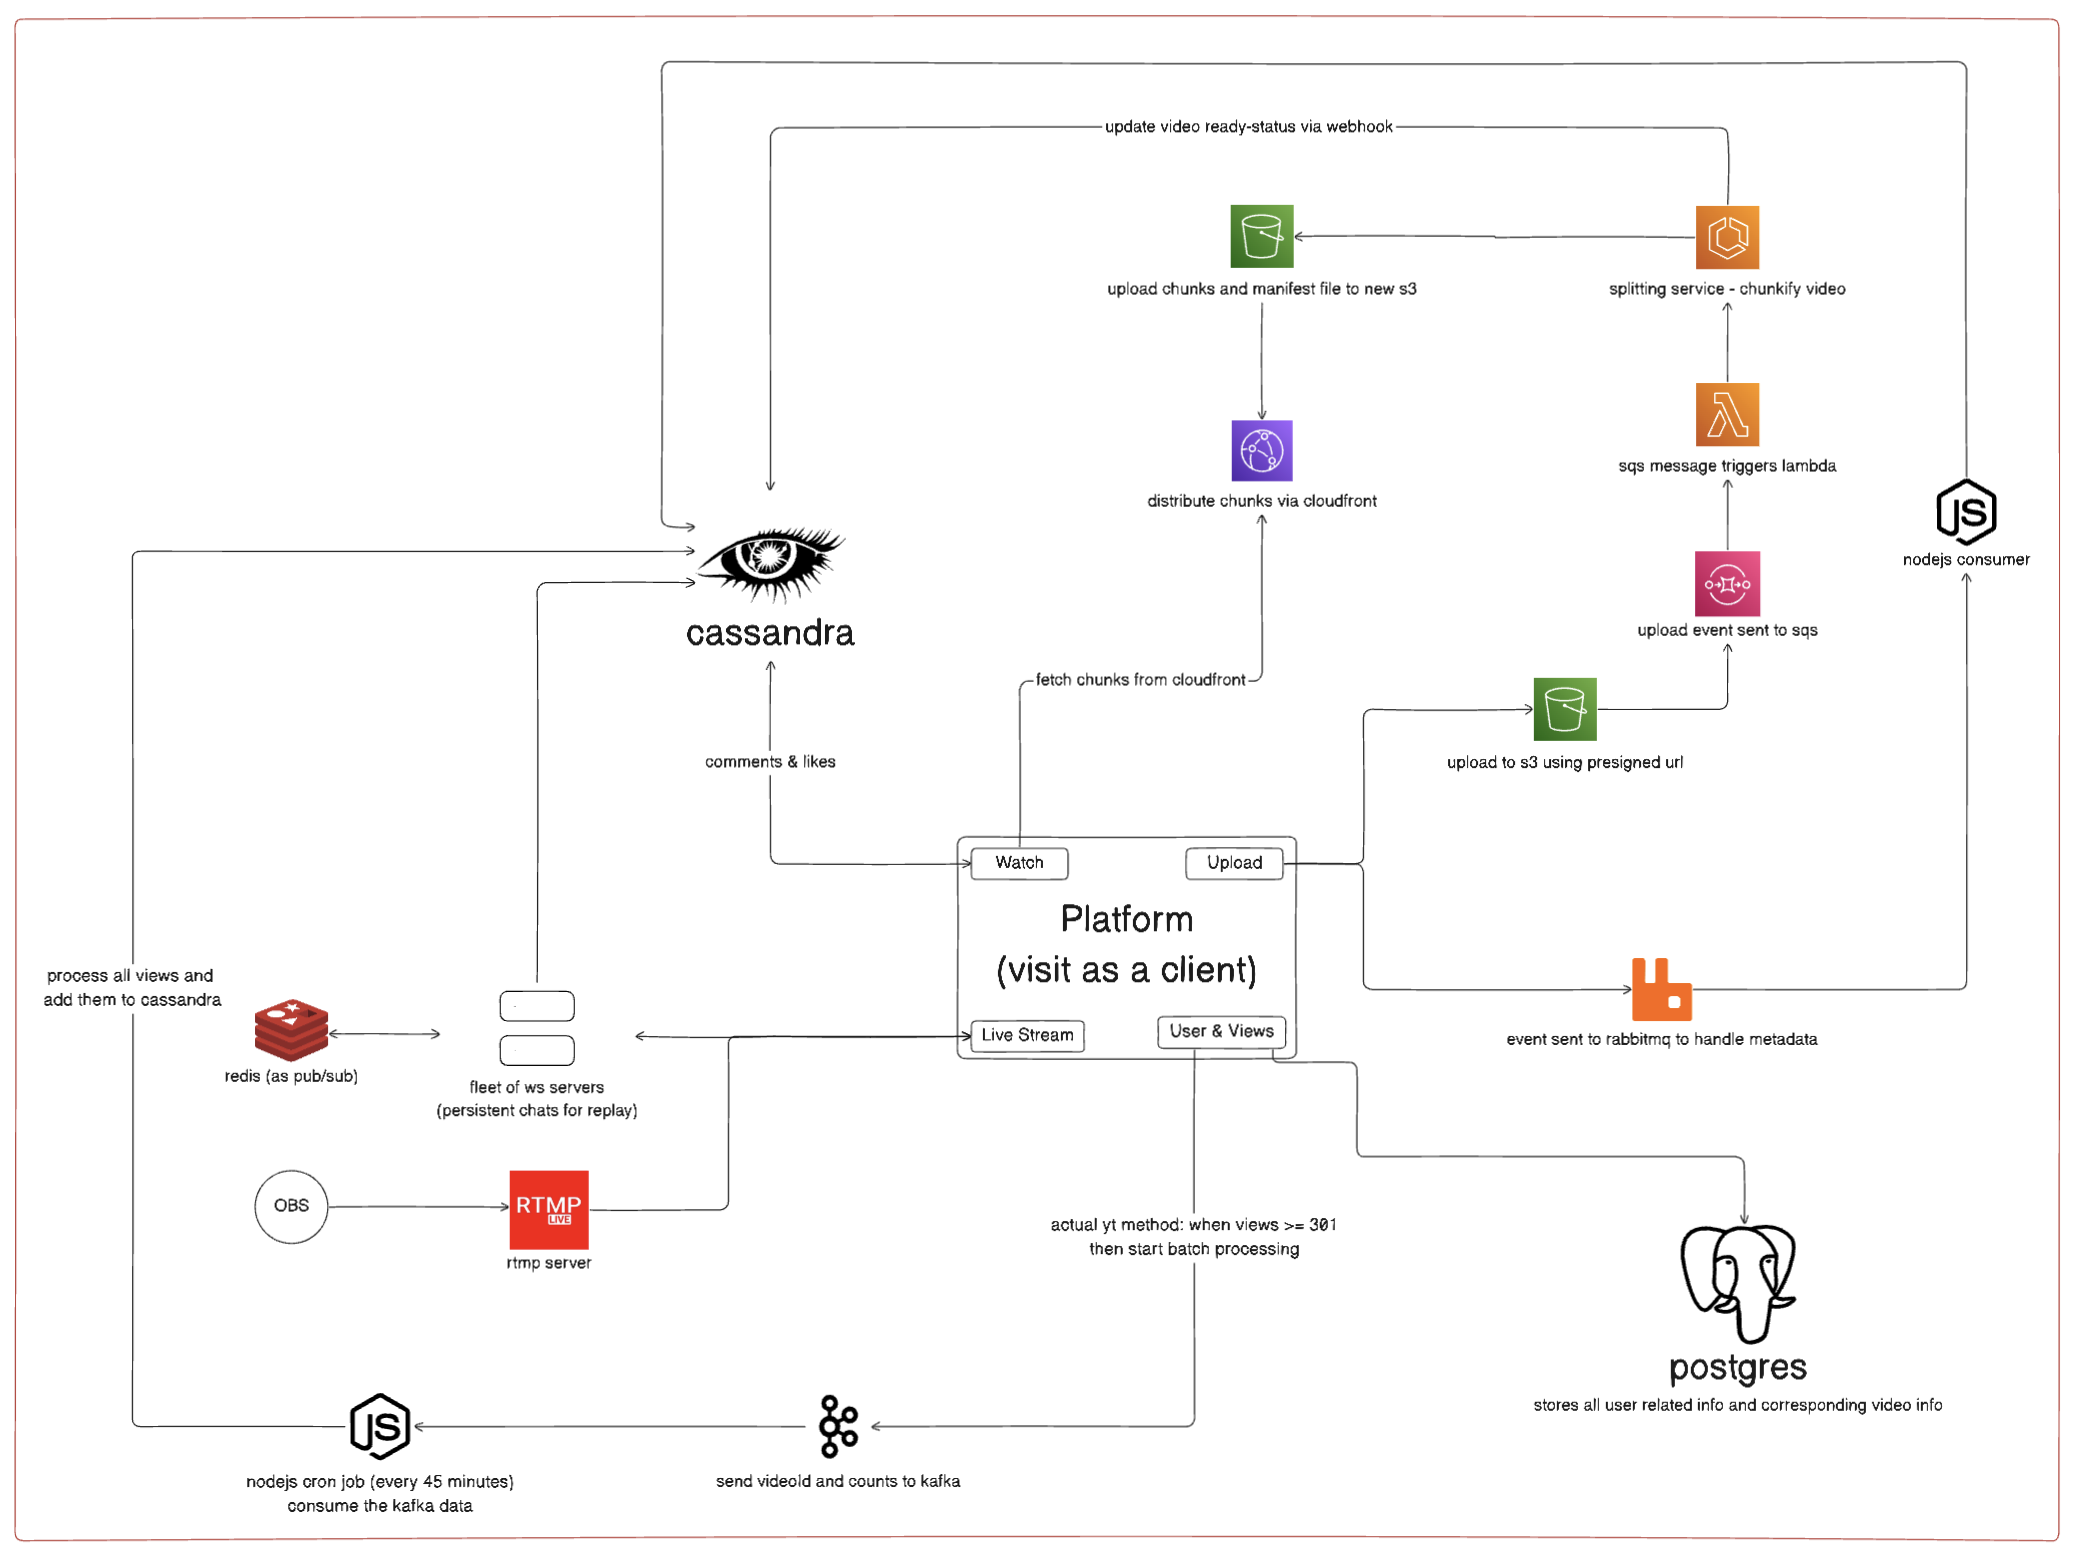 update video ready-status via webhook
upload chunks and manifest file to new s3
splitting service - chunkify video
sqs message triggers lambda
distribute chunks via cloudfront
JS
nodejs consumer
upload event sent to sqs
cassandra
fetch chunks from cloudfront
comments & likes
upload to s3 using presigned url
Watch
Upload
Platform
(visit as a client)
process all views and
add them to cassandra
Live Stream
User & Views
event sent to rabbitmq to handle metadata
redis (as pub/sub)
fleet of ws servers
(persistent chats for replay)
OBS
RTMP
LIVE
rtmp server
actual yt method: when views >= 301
then start batch processing
postgres
stores all user related info and corresponding video info
JS
nodejs cron job (every 45 minutes)
consume the kafka data
send videoId and counts to kafka